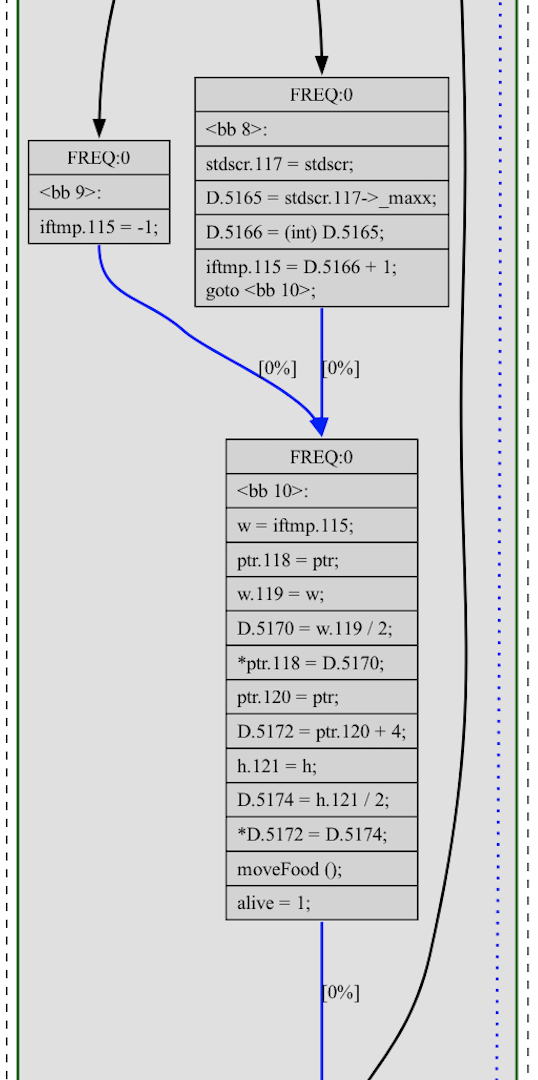 FREQ:0
<bb 8>:
stdscr.117 = stdscr;
D.5165 = stdscr.117->_maxx;
D.5166 = (int) D.5165;
iftmp.115 = D.5166 + 1;
goto <bb 10>;
FREQ:0
<bb 9>:
iftmp.115 = -1;
[0%]
[0%]
FREQ:0
<bb 10>:
w = iftmp.115;
ptr.118 = ptr;
w.119 = w;
D.5170 = w.119 / 2;
*ptr.118 = D.5170;
ptr.120 = ptr;
D.5172 = ptr.120 + 4;
h.121 = h;
D.5174 = h.121 / 2;
*D.5172 = D.5174;
moveFood ();
alive = 1;
[0%]